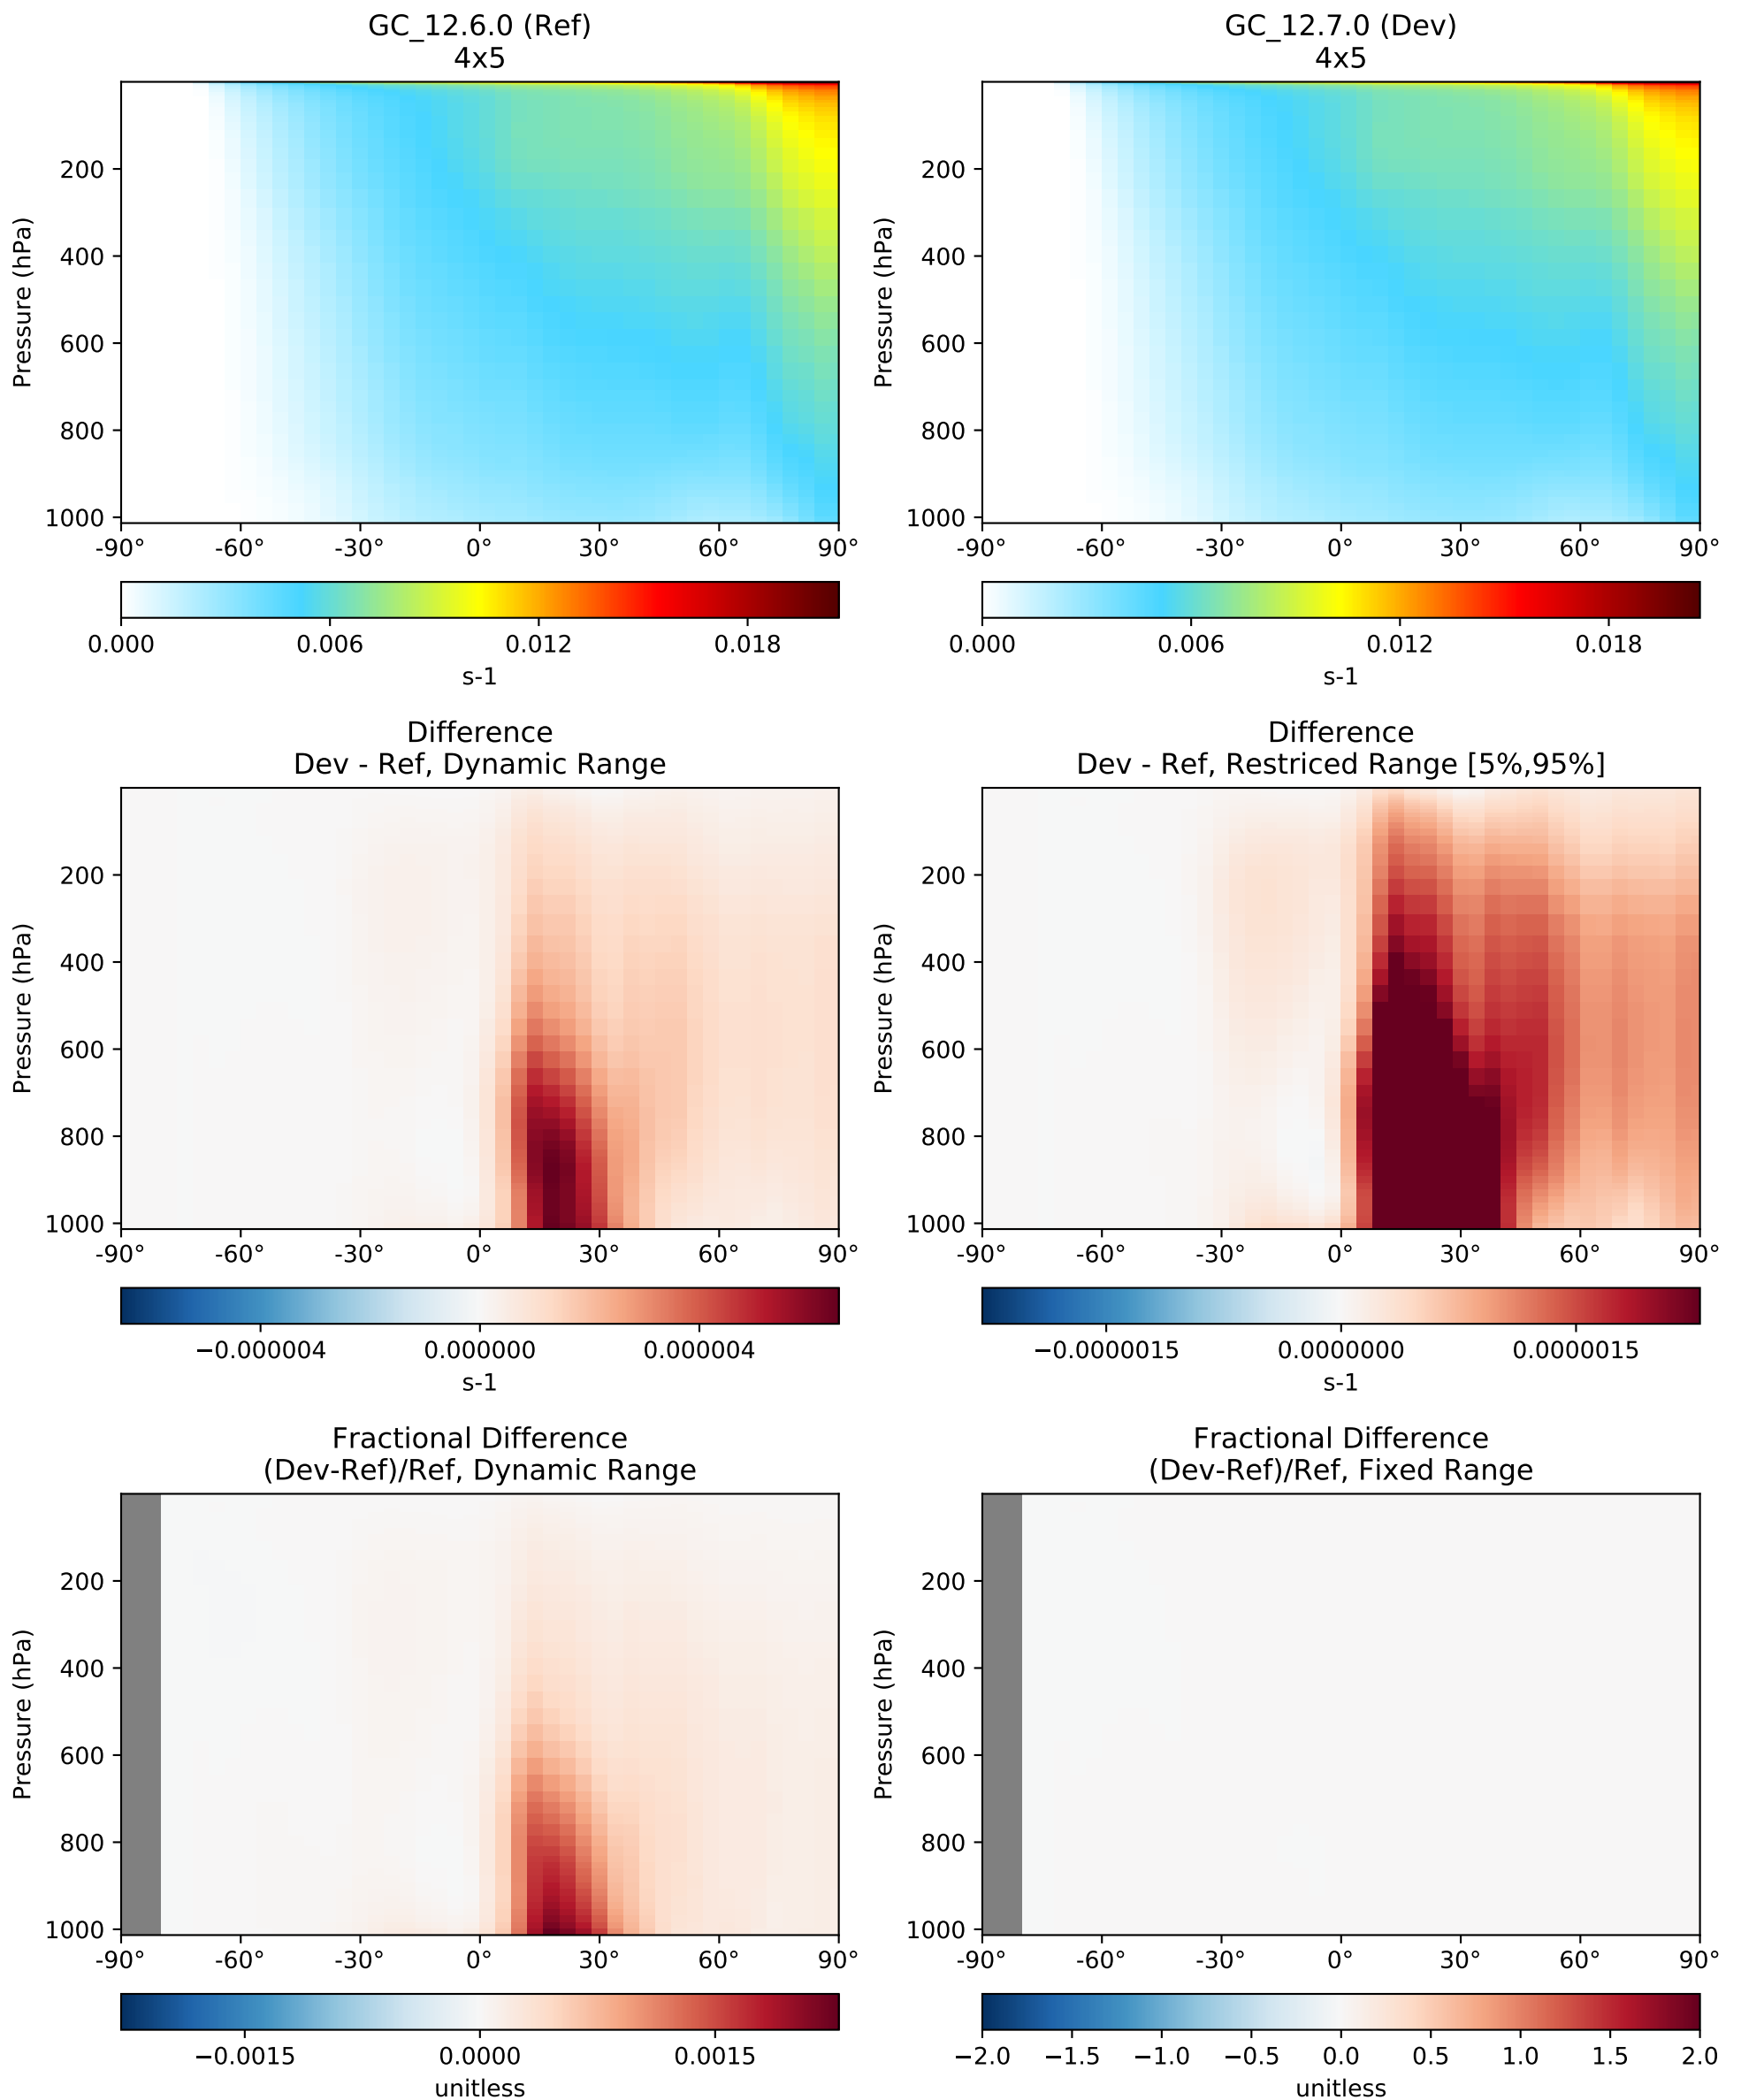 GC_12.6.0 (Ref)
4x5
Pressure (hPa)
200
400
600
800
1000
-90° -60° -30° 0° 30° 60° 90°
0.000 0.006 0.012 0.018
s-1
GC_12.7.0 (Dev)
4x5
Pressure (hPa)
200
400
600
800
1000
-90° -60° -30° 0° 30° 60° 90°
0.000 0.006 0.012 0.018
s-1
Difference
Dev - Ref, Dynamic Range
Pressure (hPa)
200
400
600
800
1000
-90° -60° -30° 0° 30° 60° 90°
−0.000004 0.000000 0.000004
s-1
Difference
Dev - Ref, Restriced Range [5%,95%]
Pressure (hPa)
200
400
600
800
1000
-90° -60° -30° 0° 30° 60° 90°
−0.0000015 0.0000000 0.0000015
s-1
Fractional Difference
(Dev-Ref)/Ref, Dynamic Range
Pressure (hPa)
200
400
600
800
1000
-90° -60° -30° 0° 30° 60° 90°
−0.0015 0.0000 0.0015
unitless
Fractional Difference
(Dev-Ref)/Ref, Fixed Range
Pressure (hPa)
200
400
600
800
1000
-90° -60° -30° 0° 30° 60° 90°
−2.0 −1.5 −1.0 −0.5 0.0 0.5 1.0 1.5 2.0
unitless